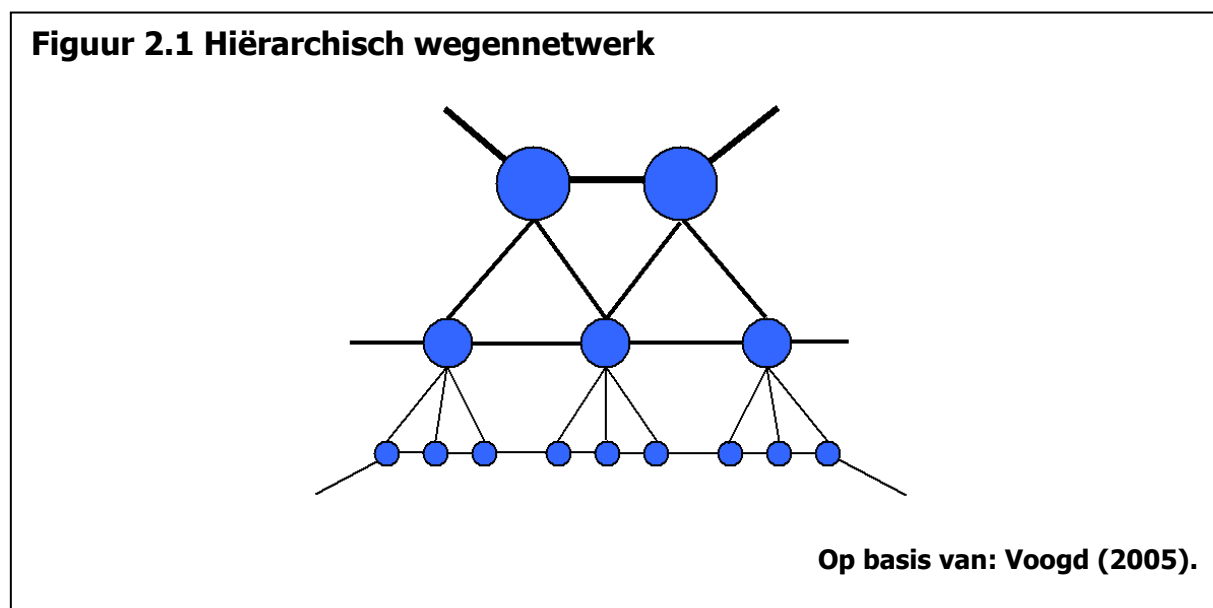 Figuur 2.1 Hiërarchisch wegennetwerk
Op basis van: Voogd (2005).